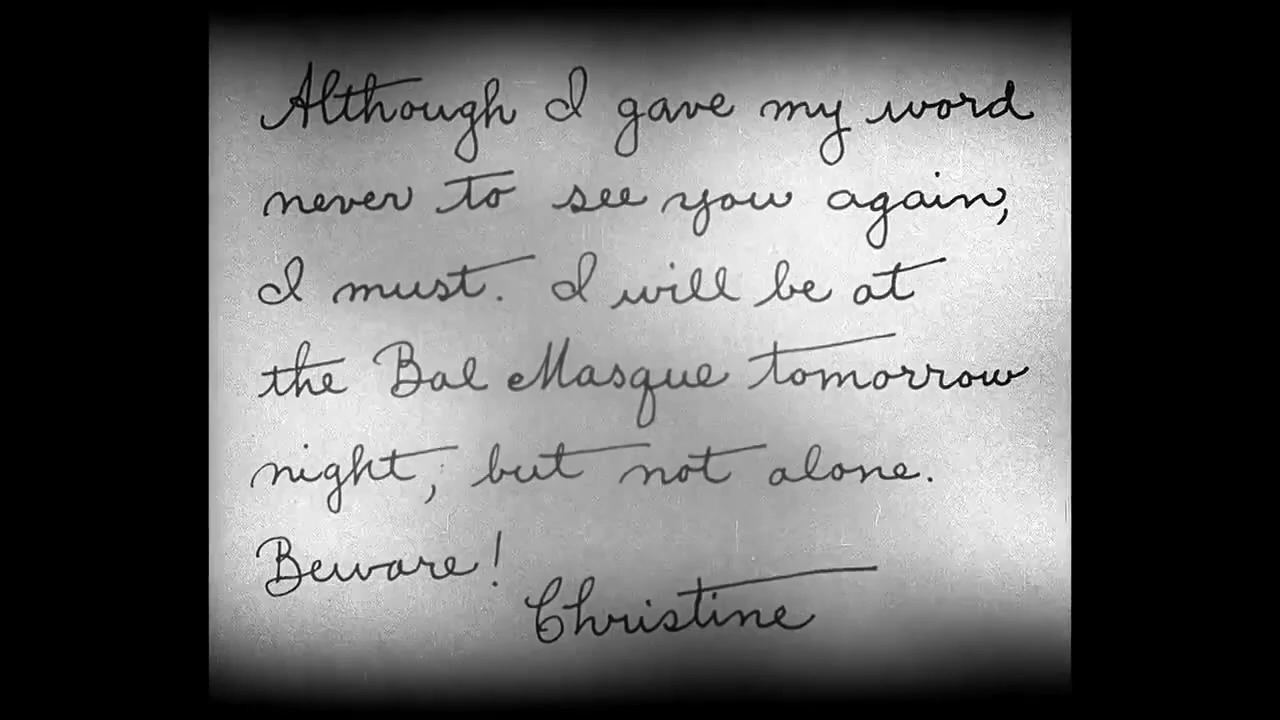 Although I gave my word
never to see you again,
I must. I will be at
the Bal Masque tomorrow
night; but not alone.
Beware!
Christine